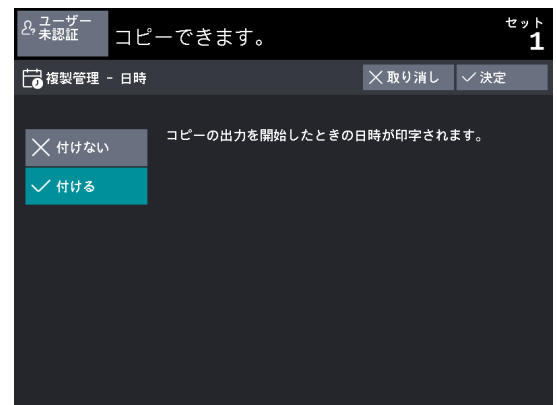 ユーザー
未認証
コピーできます。
セット
1
複製管理 - 日時
取り消し
決定
付けない
コピーの出力を開始したときの日時が印字されます。
付ける